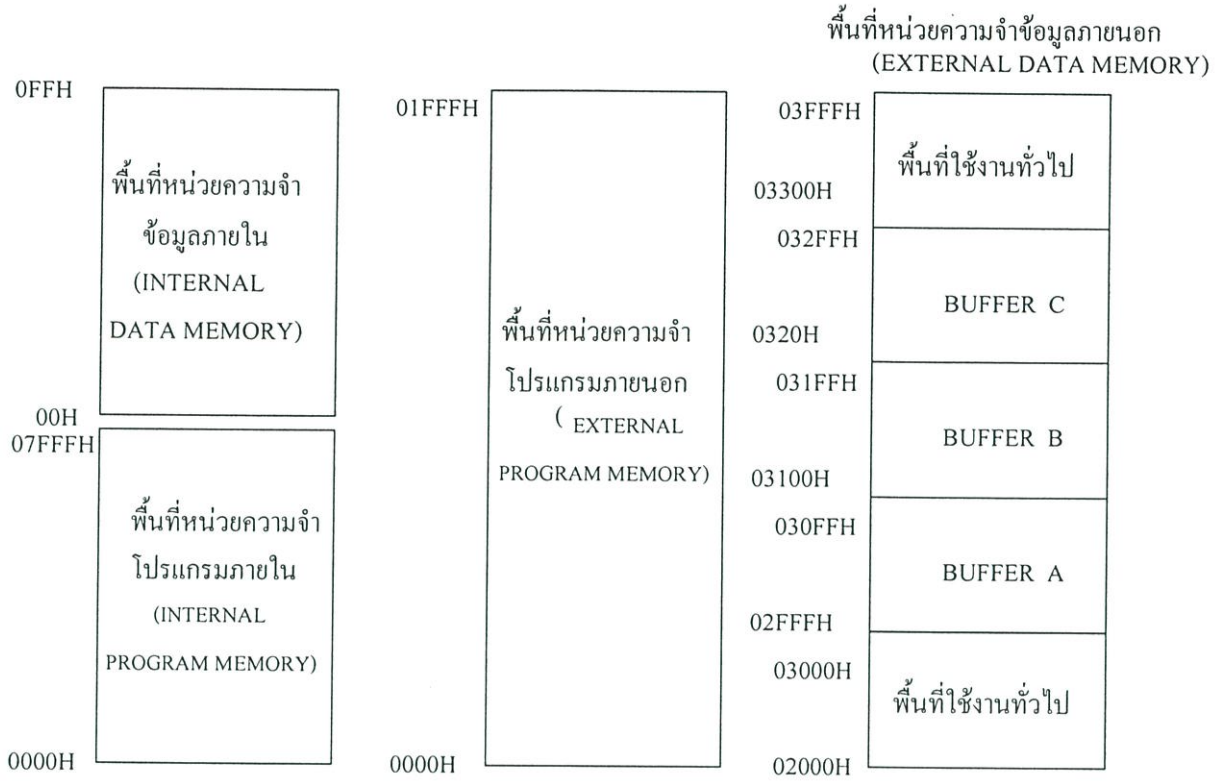 พื้นที่หน่วยความจำข้อมูลภายนอก
(EXTERNAL DATA MEMORY)
0FFH
พื้นที่หน่วยความจำ
ข้อมูลภายใน
(INTERNAL
DATA MEMORY)
00H
07FFFH
พื้นที่หน่วยความจำ
โปรแกรมภายใน
(INTERNAL
PROGRAM MEMORY)
0000H
01FFFH
พื้นที่หน่วยความจำ
โปรแกรมภายนอก
( EXTERNAL
PROGRAM MEMORY)
0000H
03FFFH
พื้นที่ใช้งานทั่วไป
03300H
032FFH
BUFFER C
0320H
031FFH
BUFFER B
03100H
030FFH
BUFFER A
02FFFH
03000H
พื้นที่ใช้งานทั่วไป
02000H